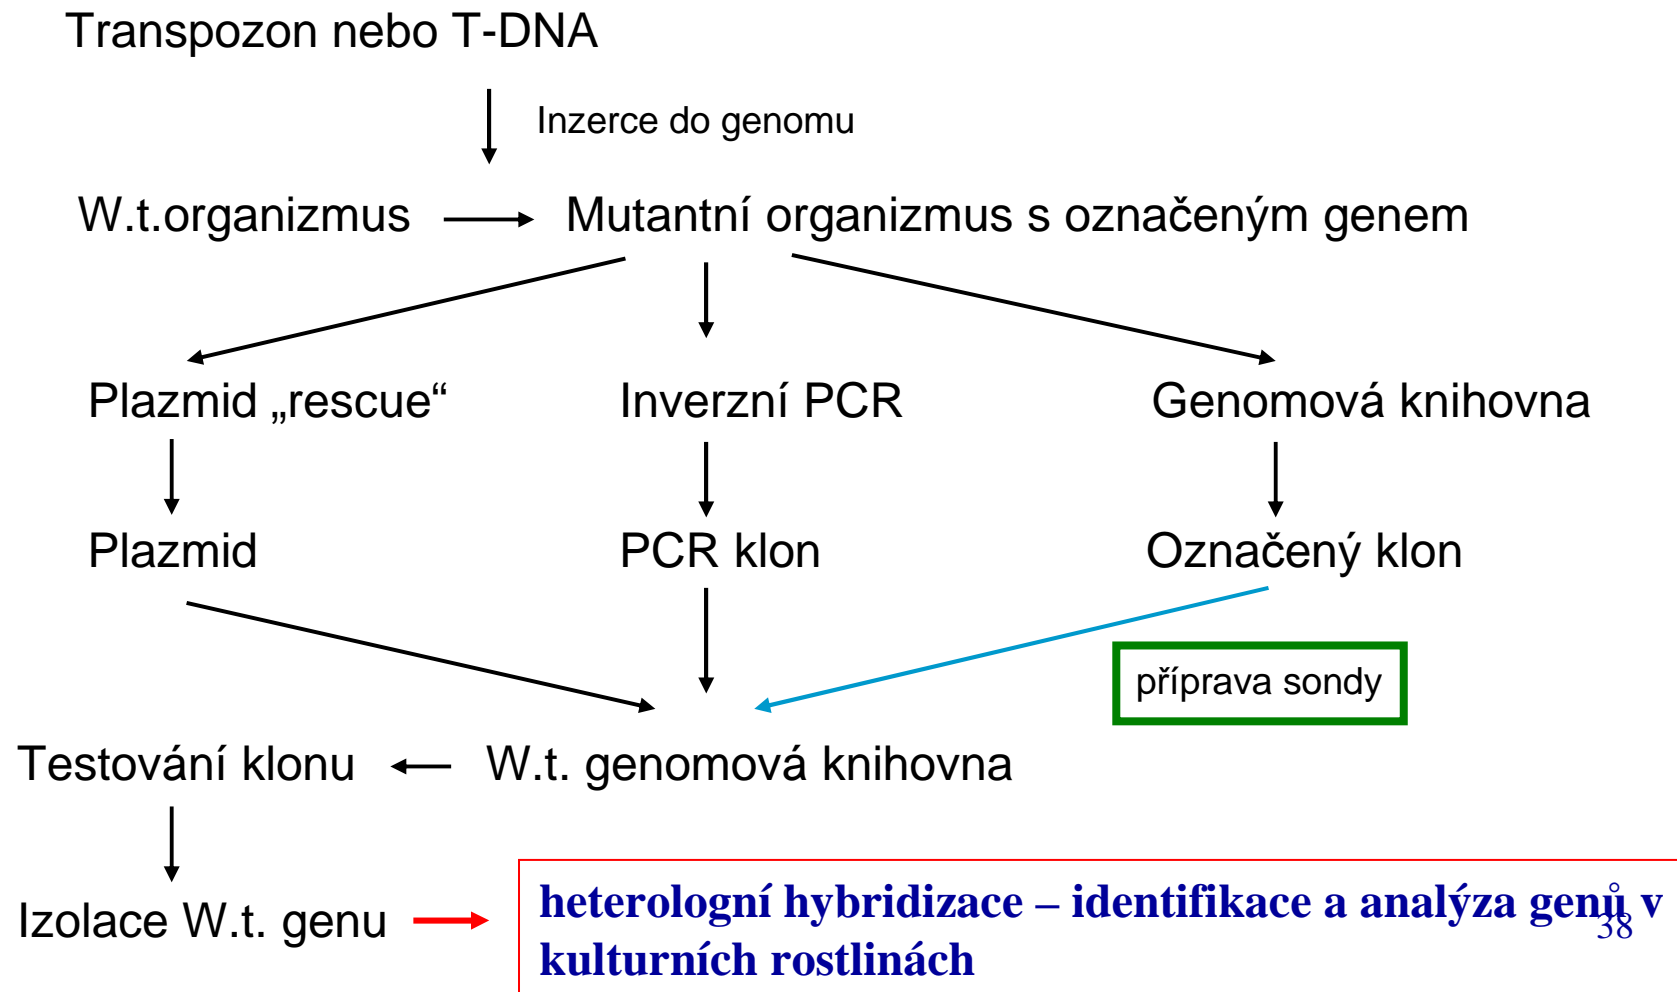 Transpozon nebo T-DNA
Inzerce do genomu
W.t.organizmus
Mutantní organizmus s označeným genem
Plazmid „rescue“
Inverzní PCR
Genomová knihovna
Plazmid
PCR klon
Označený klon
příprava sondy
Testování klonu
W.t. genomová knihovna
Izolace W.t. genu
heterologní hybridizace – identifikace a analýza genů v
kulturních rostlinách
38